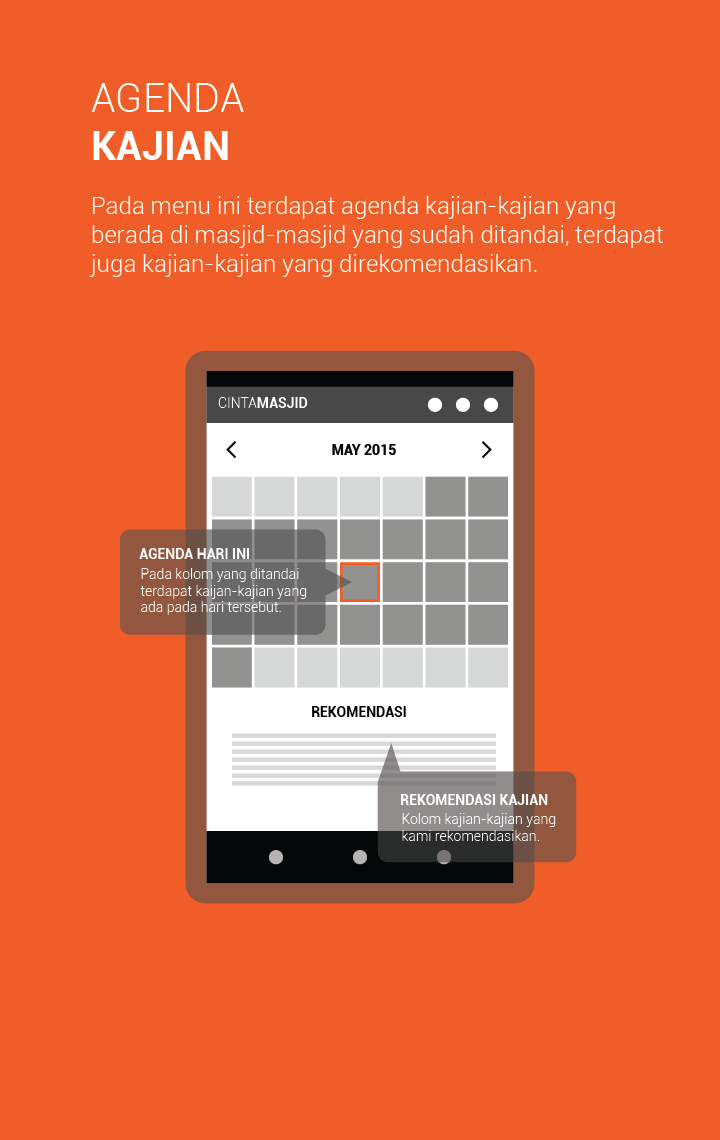 AGENDA
KAJIAN
Pada menu ini terdapat agenda kajian-kajian yang
berada di masjid-masjid yang sudah ditandai, terdapat
juga kajian-kajian yang direkomendasikan.
CINTAMASJID
MAY 2015
AGENDA HARI INI
Pada kolom yang ditandai
terdapat kaijan-kajian yang
ada pada hari tersebut.
REKOMENDASI
REKOMENDASI KAJIAN
Kolom kajian-kajian yang
kami rekomendasikan.